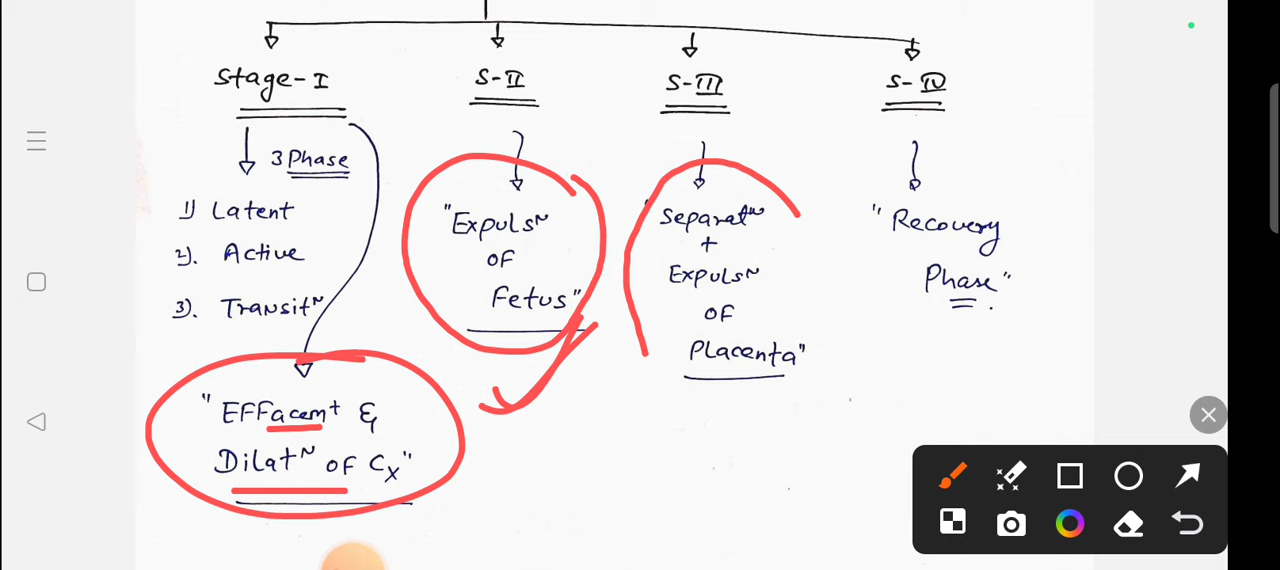 Stage-I
S-II
S-III
S-IV
3 Phase
1) Latent
2). Active
3). Transitᴺ
"Effacemt &
Dilatᴺ of Cx"
"Expulsᴺ
of
Fetus"
"Separatᴺ
+
Expulsᴺ
of
Placenta"
"Recovery
Phase"